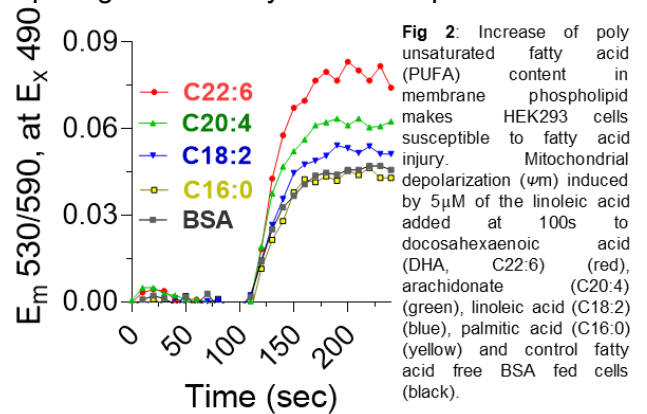 Em 530/590, at Ex 490
0.09
0.06
0.03
0.00
C22:6
C20:4
C18:2
C16:0
BSA
0
50
100
150
200
Time (sec)
Fig 2: Increase of poly
unsaturated fatty acid
(PUFA) content in
membrane phospholipid
makes HEK293 cells
susceptible to fatty acid
injury. Mitochondrial
depolarization (ψm) induced
by 5μM of the linoleic acid
added at 100s to
docosahexaenoic acid
(DHA, C22:6) (red),
arachidonate (C20:4)
(green), linoleic acid (C18:2)
(blue), palmitic acid (C16:0)
(yellow) and control fatty
acid free BSA fed cells
(black).